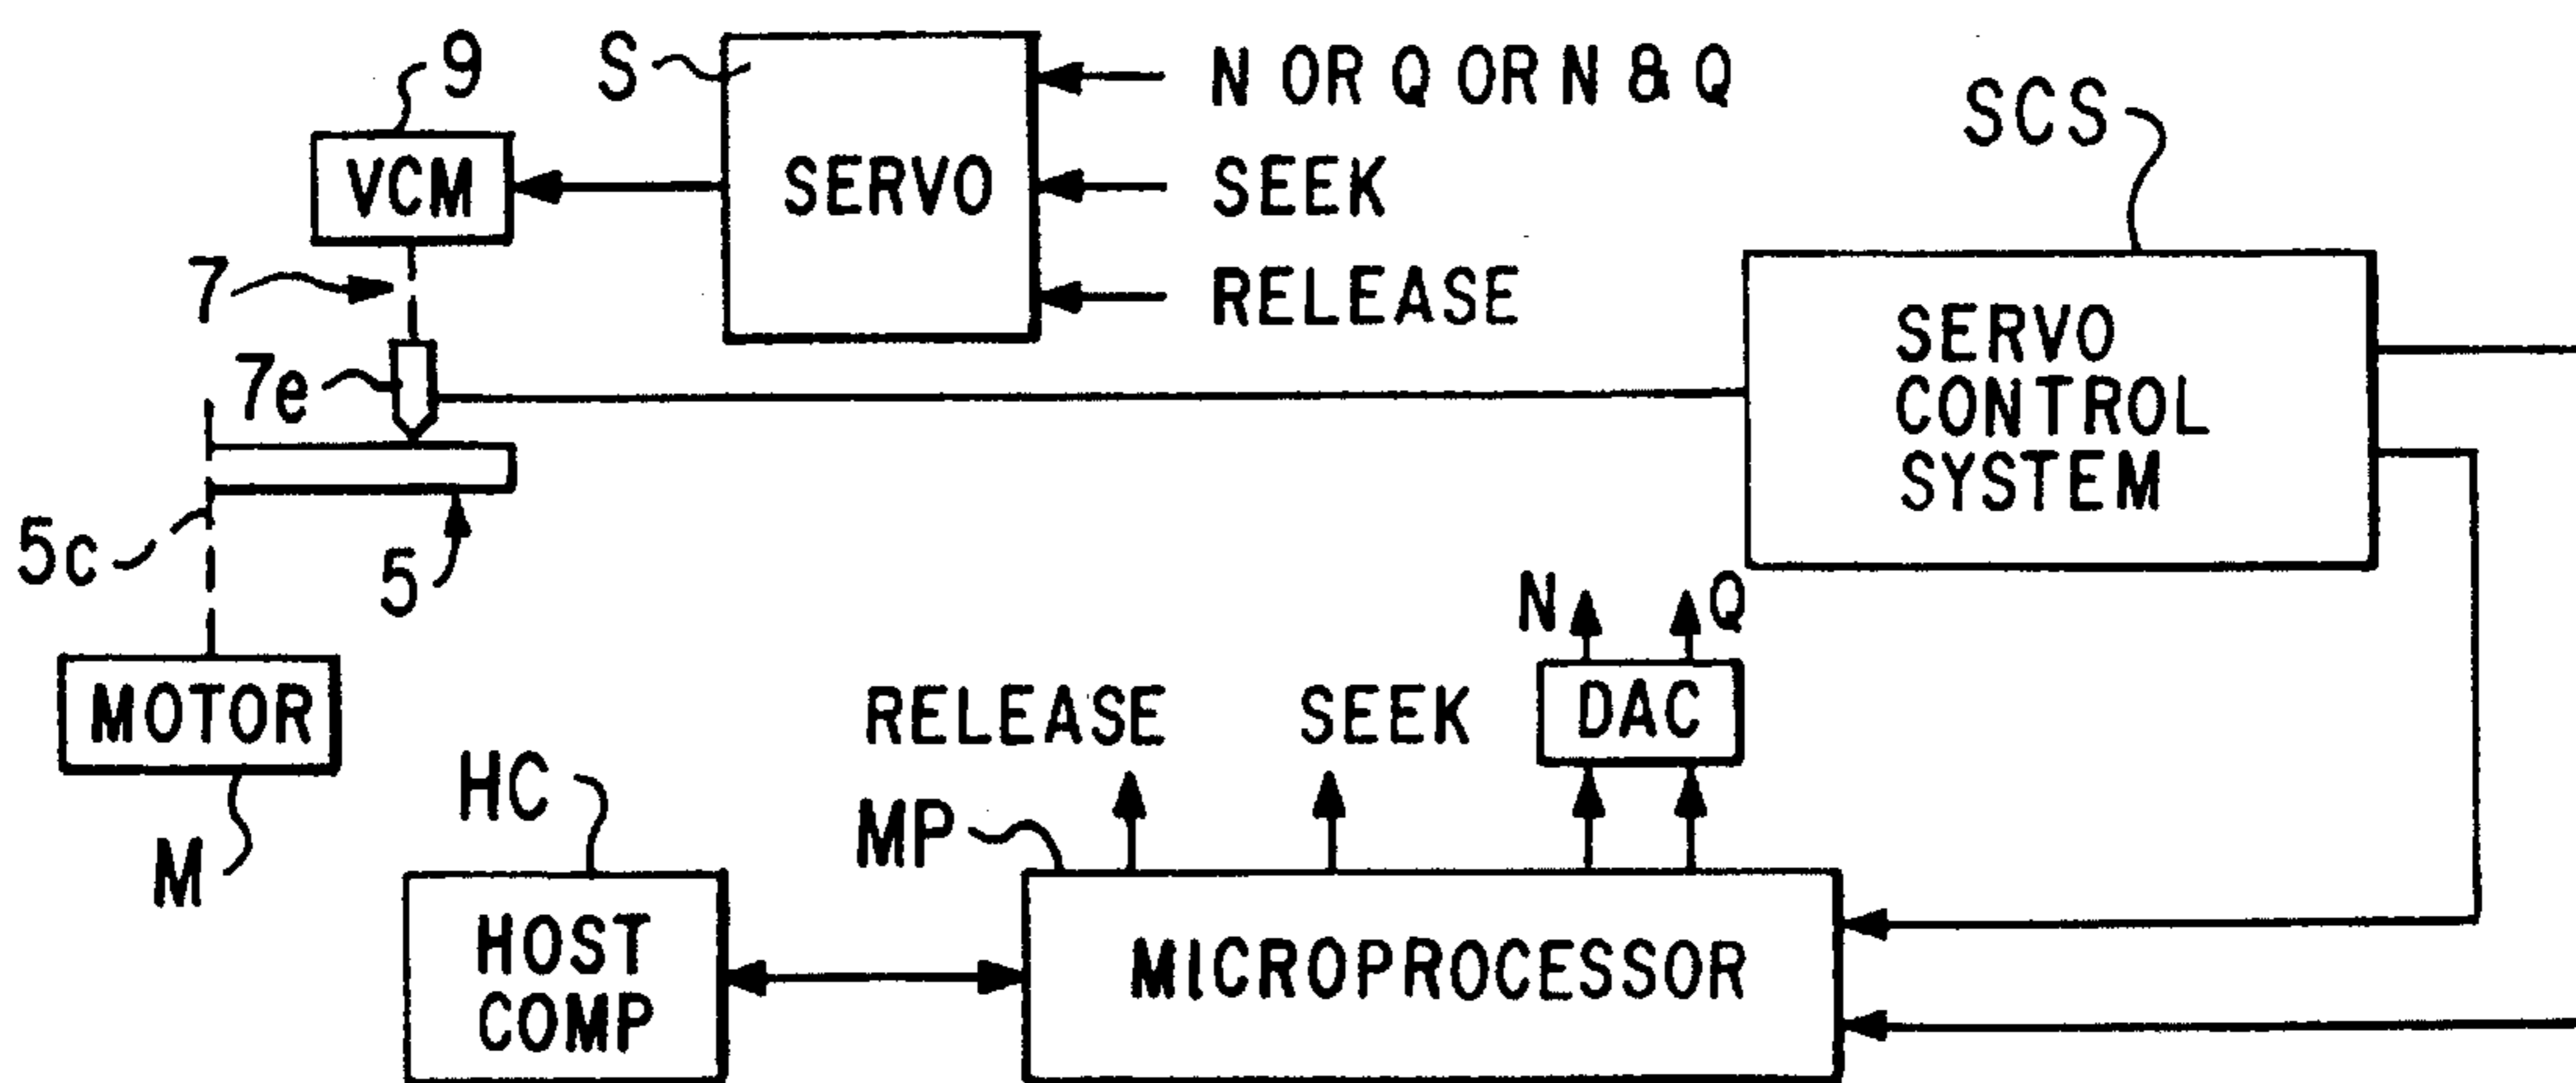 9
S
N OR Q OR N & Q
SCS
VCM
SERVO
SEEK
7
RELEASE
7e
SERVO
CONTROL
SYSTEM
5c
5
N
Q
MOTOR
RELEASE
SEEK
DAC
HC
MP
M
HOST
COMP
MICROPROCESSOR